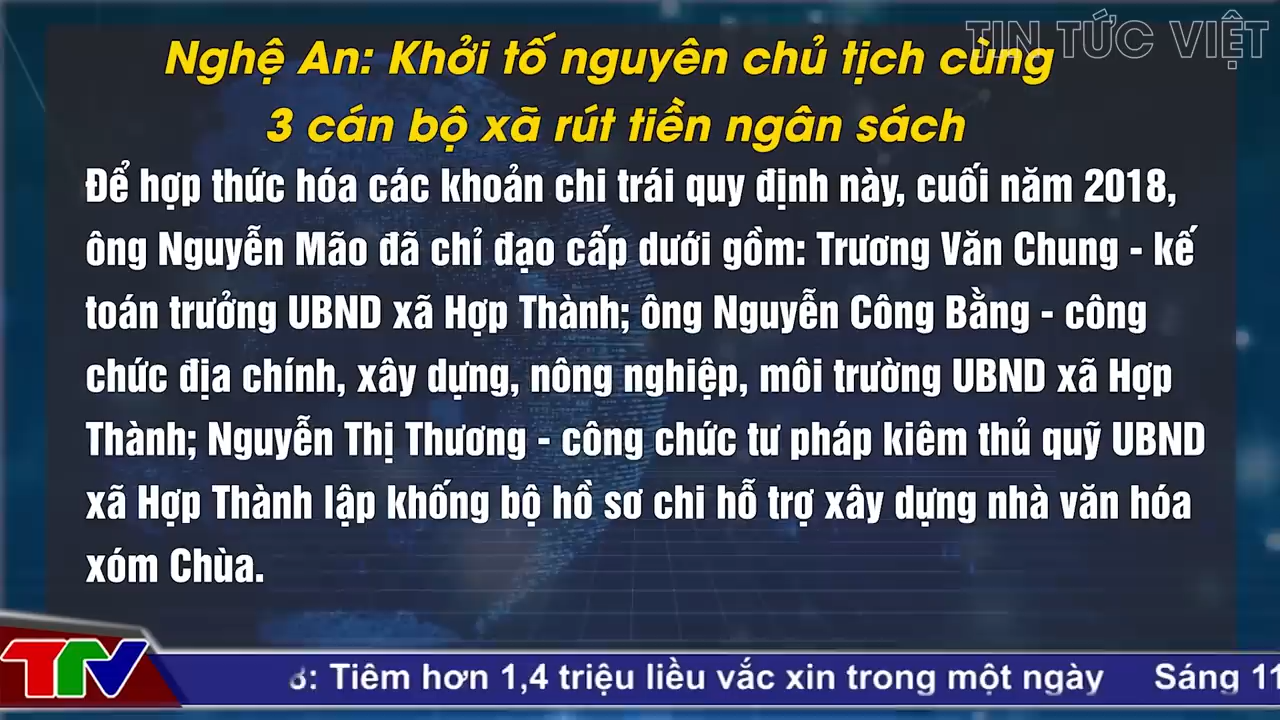 TIN TỨC VIỆT
Nghệ An: Khởi tố nguyên chủ tịch cùng
3 cán bộ xã rút tiền ngân sách
Để hợp thức hóa các khoản chi trái quy định này, cuối năm 2018,
ông Nguyễn Mão đã chỉ đạo cấp dưới gồm: Trương Văn Chung - kế
toán trưởng UBND xã Hợp Thành; ông Nguyễn Công Bằng - công
chức địa chính, xây dựng, nông nghiệp, môi trường UBND xã Hợp
Thành; Nguyễn Thị Thương - công chức tư pháp kiêm thủ quỹ UBND
xã Hợp Thành lập khống bộ hồ sơ chi hỗ trợ xây dựng nhà văn hóa
xóm Chùa.
TTV
: Tiêm hơn 1,4 triệu liều vắc xin trong một ngày Sáng 11